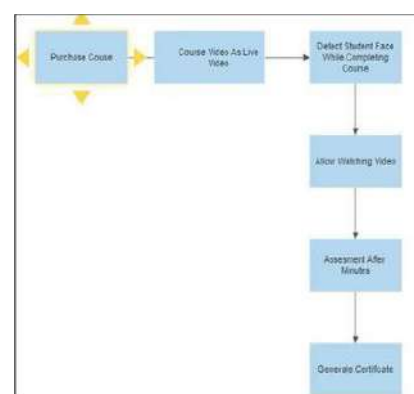 Purchase Couse
Course Video As Live
Video
Detect Student Face
While Completing
Course
Allow Watching Video
Assesment After
Minutes
Generate Certificate